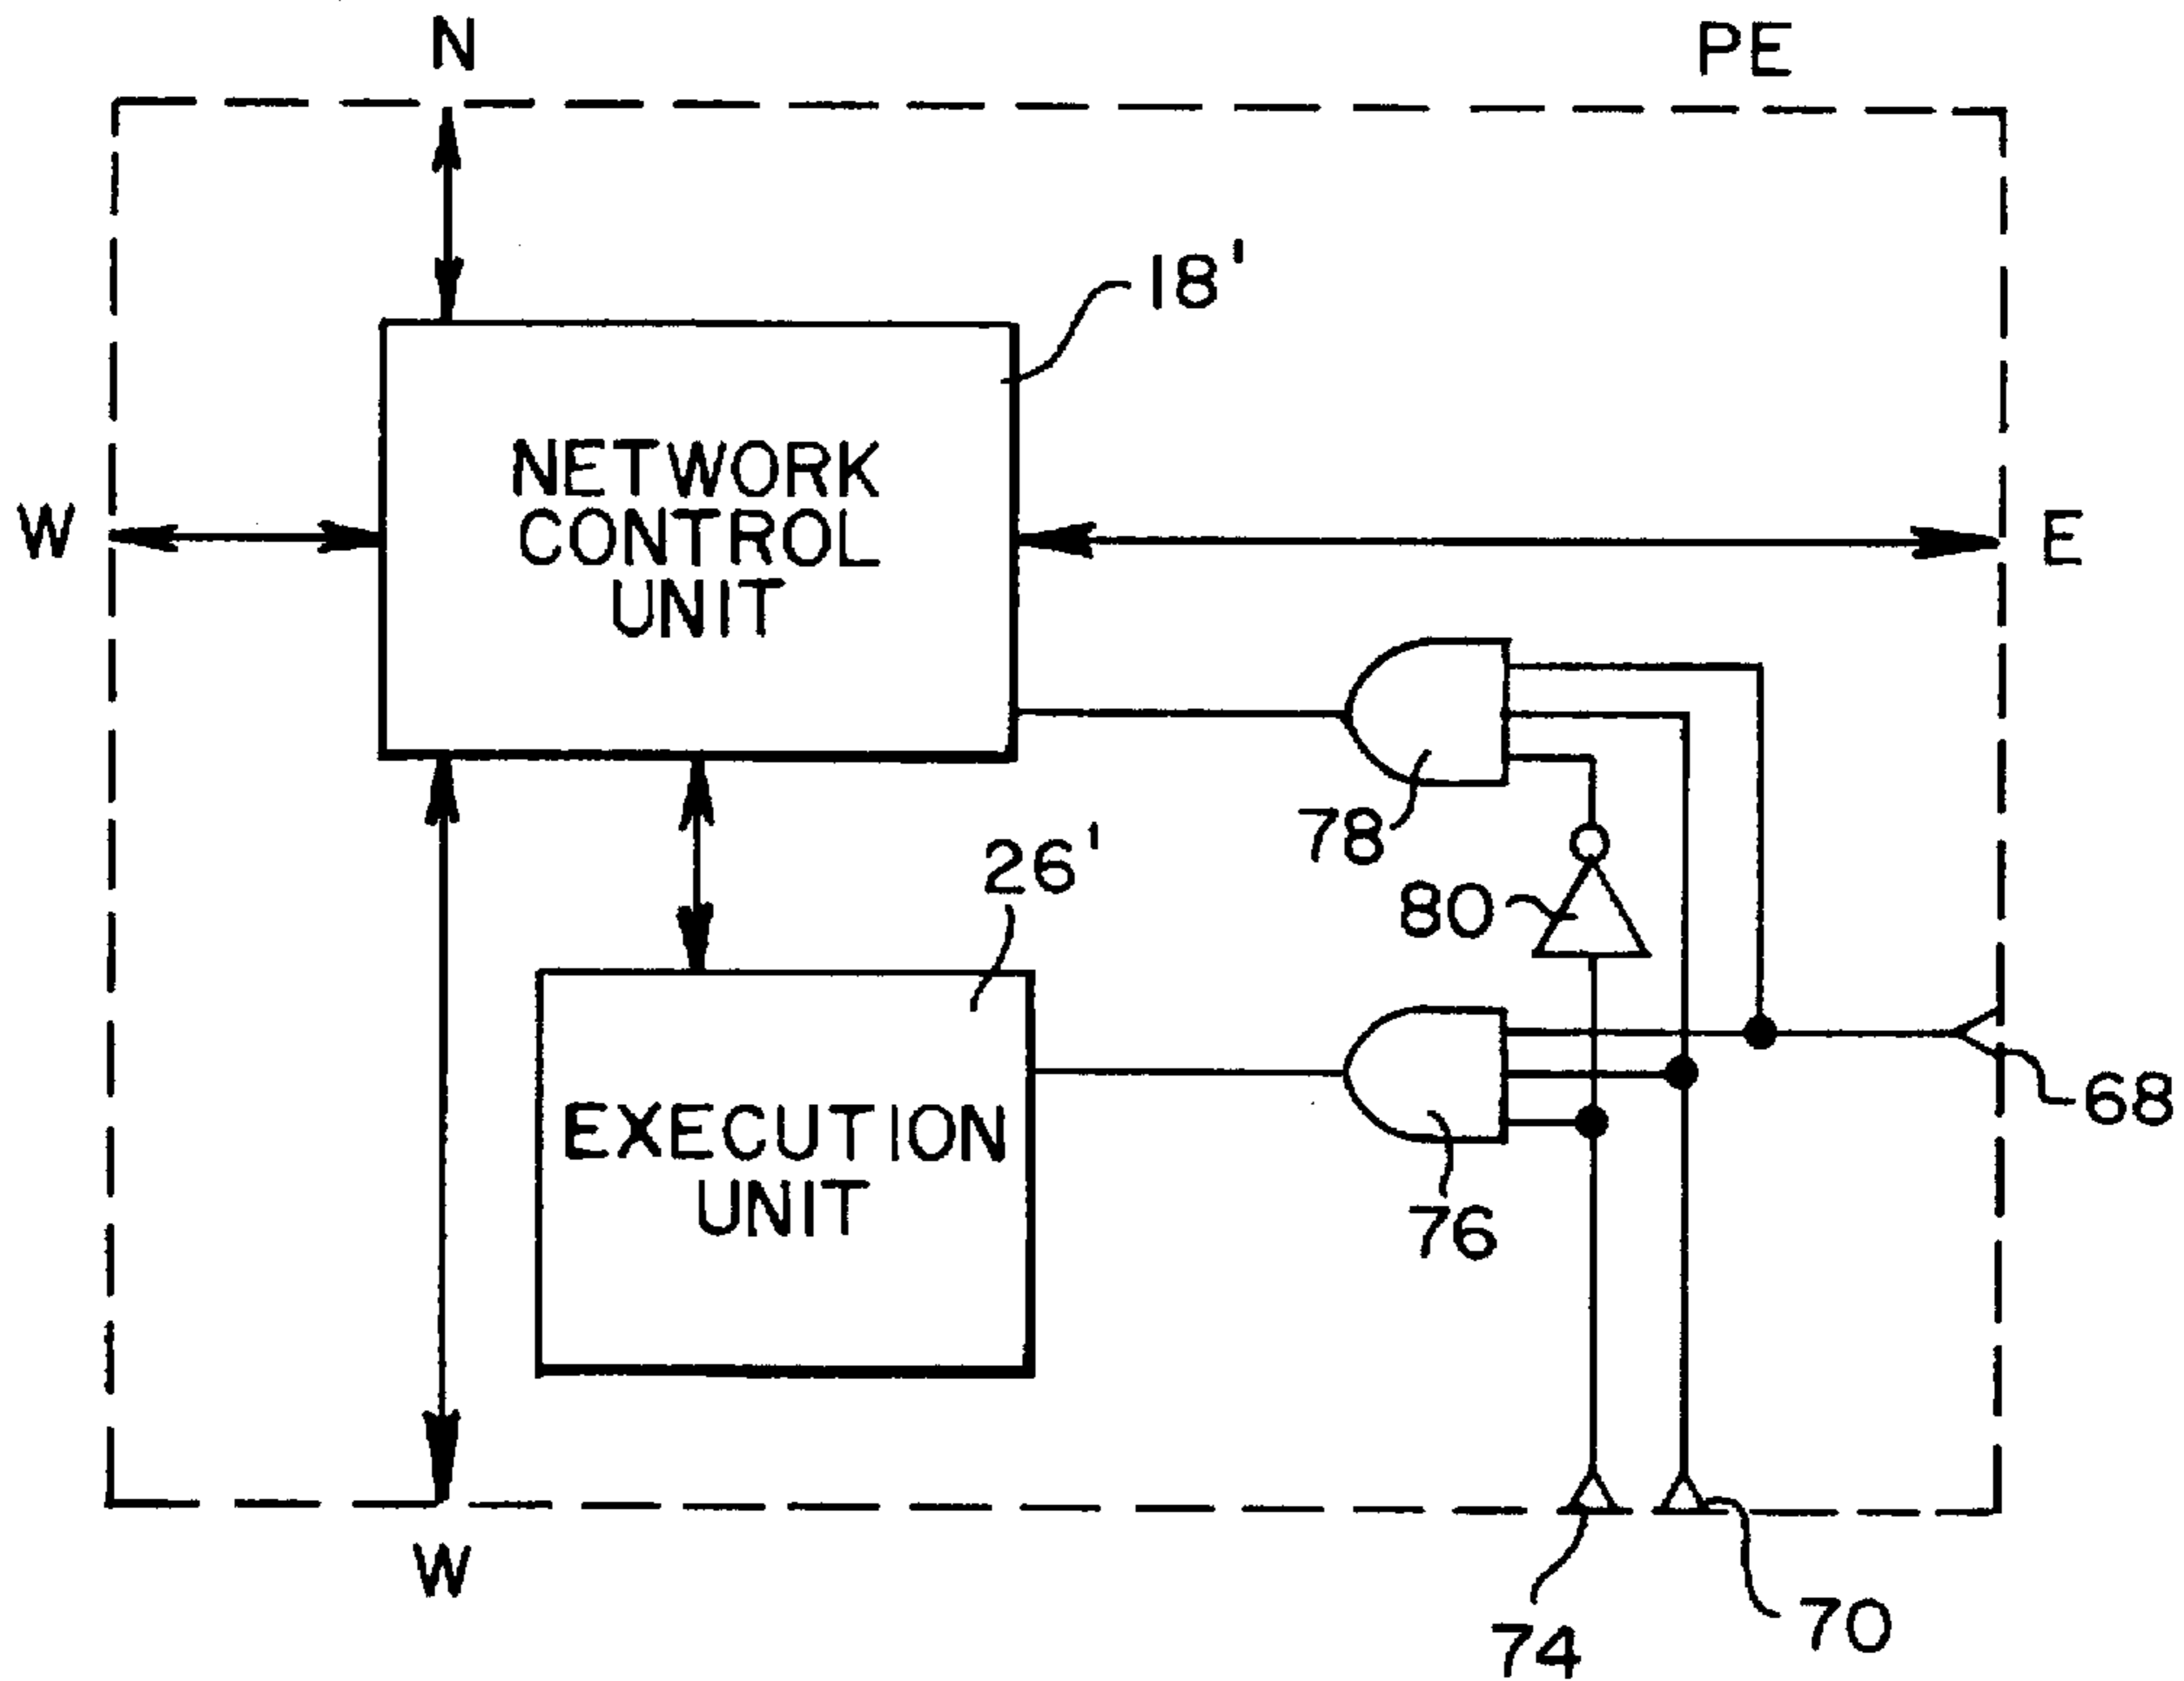 N
PE
18'
NETWORK
CONTROL
UNIT
W
E
78
26'
80
68
EXECUTION
UNIT
76
W
74
70